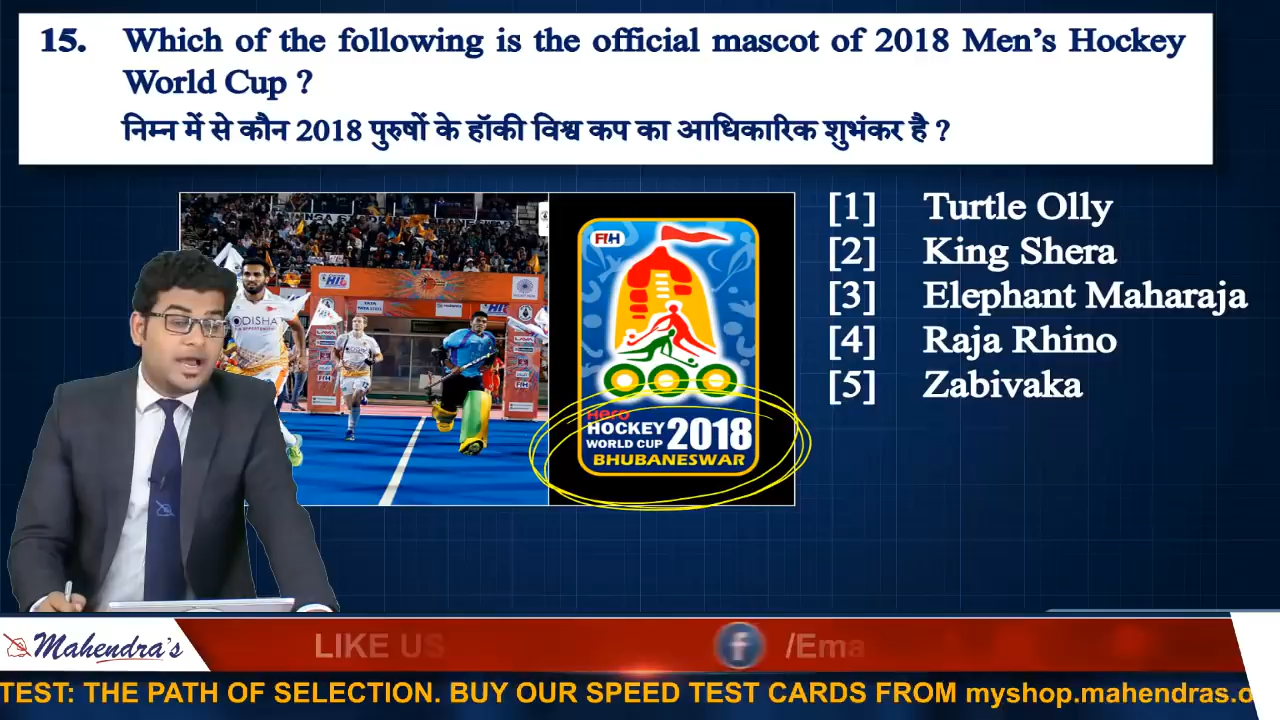 15. Which of the following is the official mascot of 2018 Men's Hockey
World Cup ?
निम्न में से कौन 2018 पुरुषों के हॉकी विश्व कप का आधिकारिक शुभंकर है ?
[1] Turtle Olly
[2] King Shera
[3] Elephant Maharaja
[4] Raja Rhino
[5] Zabivaka
ODISHA
FIH
Hero
HOCKEY
WORLD CUP 2018
BHUBANESWAR
Mahendra's
LIKE US
/Ema
TEST: THE PATH OF SELECTION. BUY OUR SPEED TEST CARDS FROM myshop.mahendras.o